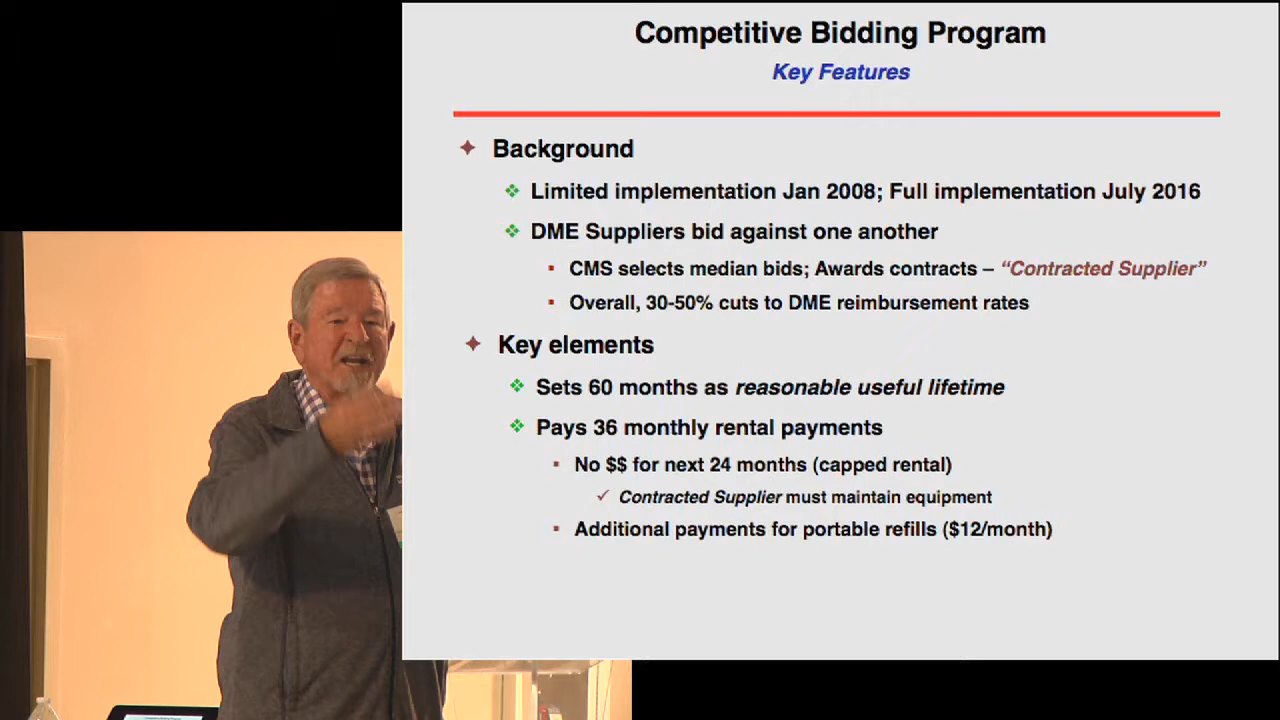 Competitive Bidding Program
Key Features
Background
Limited implementation Jan 2008; Full implementation July 2016
DME Suppliers bid against one another
CMS selects median bids; Awards contracts – “Contracted Supplier”
Overall, 30-50% cuts to DME reimbursement rates
Key elements
Sets 60 months as reasonable useful lifetime
Pays 36 monthly rental payments
No $$ for next 24 months (capped rental)
Contracted Supplier must maintain equipment
Additional payments for portable refills ($12/month)